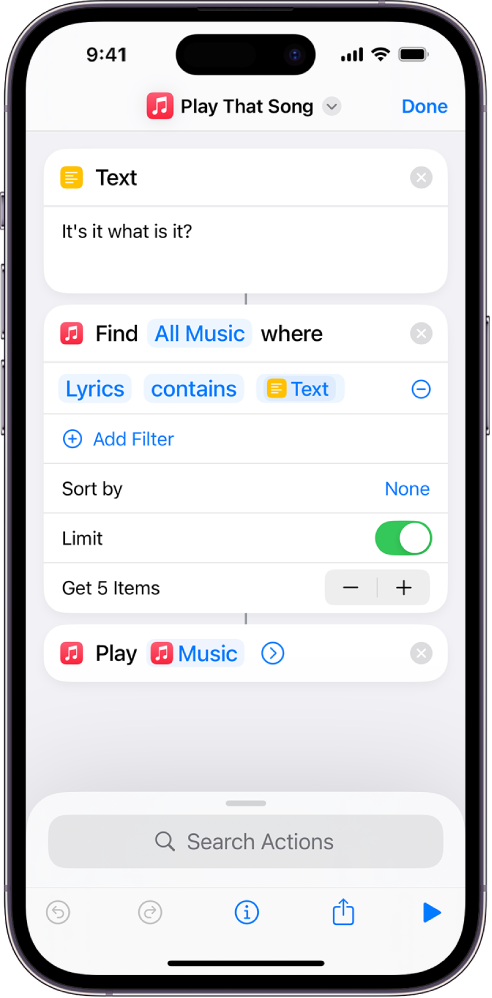 9:41
Play That Song
Done
Text
It's it what is it?
Find All Music where
Lyrics contains Text
Add Filter
Sort by None
Limit
Get 5 Items
Play Music
Search Actions